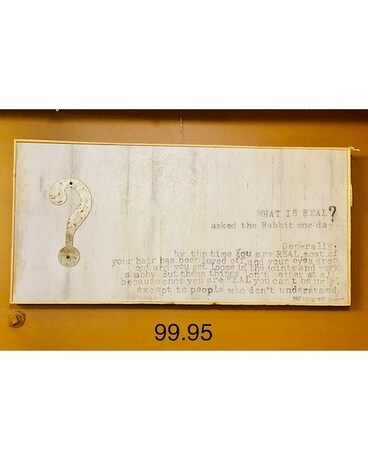 ?
WHAT IS REAL?
asked the Rabbit one day.
Generally,
by the time you are REAL most of
your hair has been loved off, and your eyes drop
out and you get loose in the joints and very
shabby. But these things don't matter at all,
because once you are REAL you can't be ugly,
except to people who don't understand.
99.95